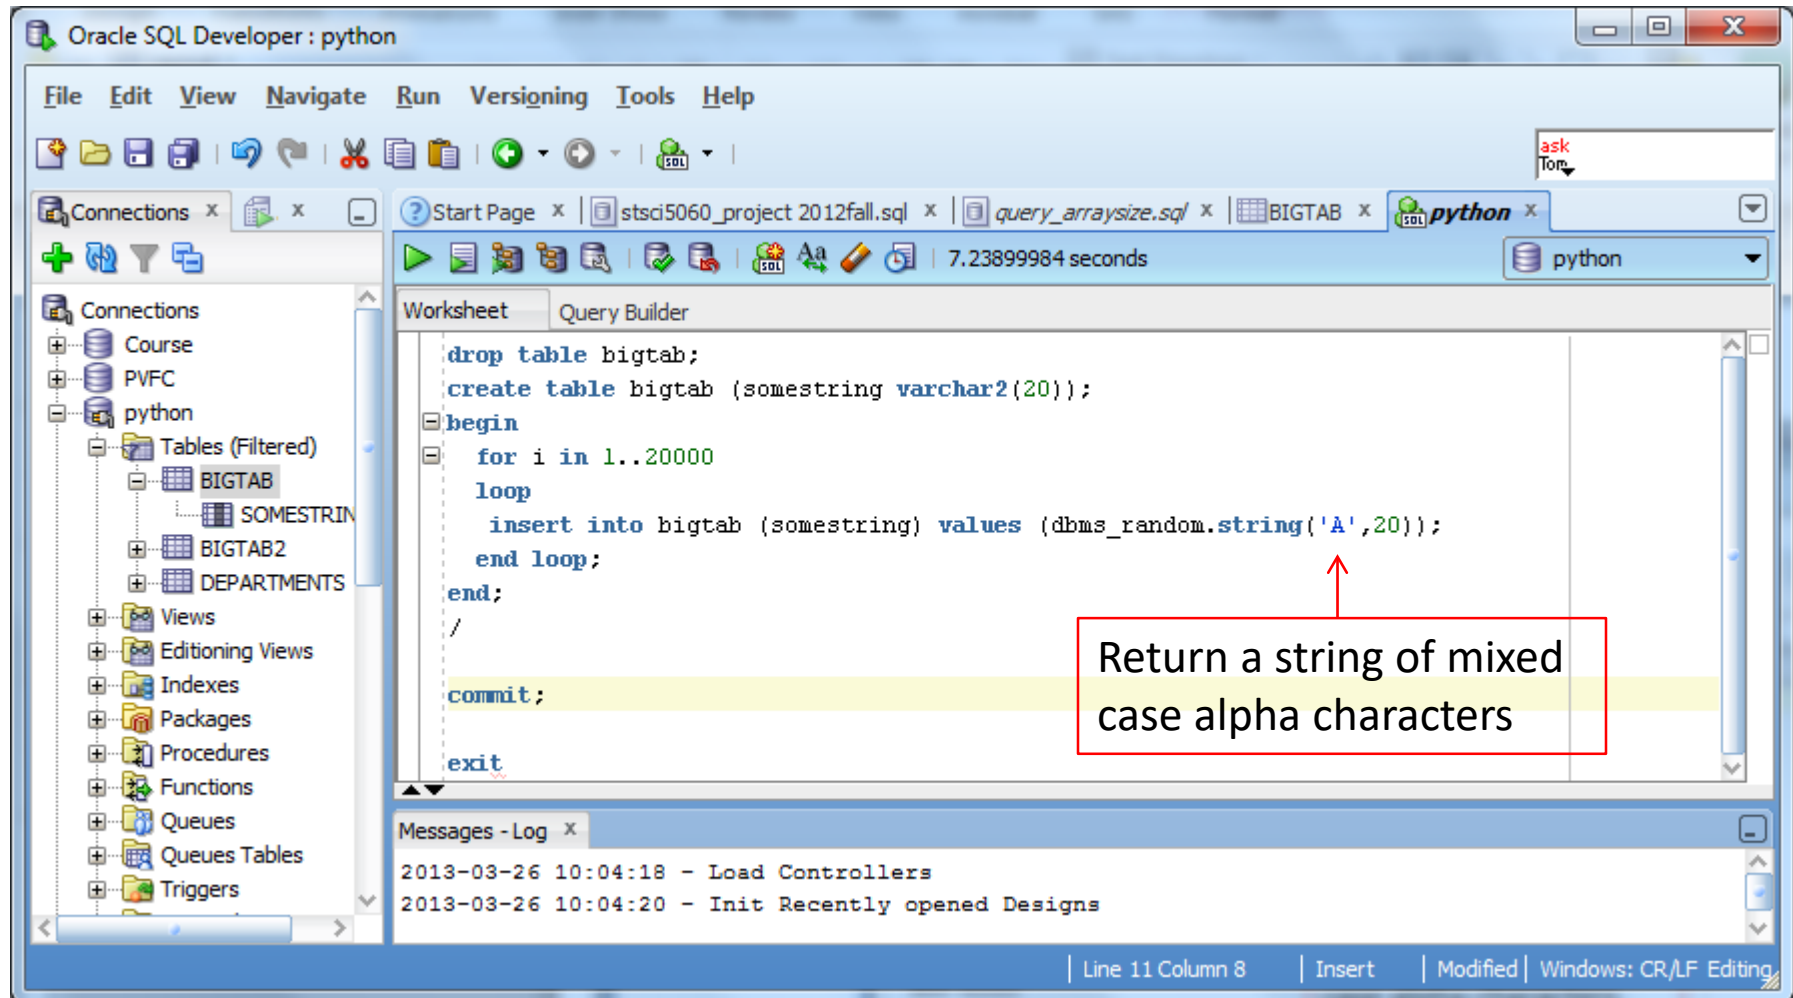 Oracle SQL Developer : python
File Edit View Navigate Run Versioning Tools Help
ask
Tom
Connections
Start Page
stsci5060_project 2012fall.sql
query_arraysize.sql
BIGTAB
python
7.23899984 seconds
python
Connections
Course
PVFC
python
Tables (Filtered)
BIGTAB
SOMESTRIN
BIGTAB2
DEPARTMENTS
Views
Editioning Views
Indexes
Packages
Procedures
Functions
Queues
Queues Tables
Triggers
Worksheet Query Builder
drop table bigtab;
create table bigtab (somestring varchar2(20));
begin
for i in 1..20000
loop
insert into bigtab (somestring) values (dbms_random.string('A',20));
end loop;
end;
/
commit;
exit
Return a string of mixed
case alpha characters
Messages - Log
2013-03-26 10:04:18 - Load Controllers
2013-03-26 10:04:20 - Init Recently opened Designs
Line 11 Column 8 Insert Modified Windows: CR/LF Editing